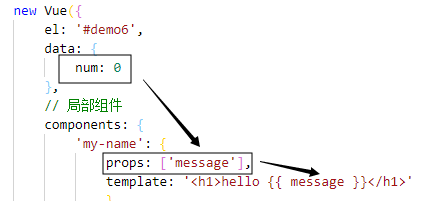 new Vue({
el: '#demo6',
data: {
num: 0
},
// 局部组件
components: {
'my-name': {
props: ['message'],
template: '<h1>hello {{ message }}</h1>'
}